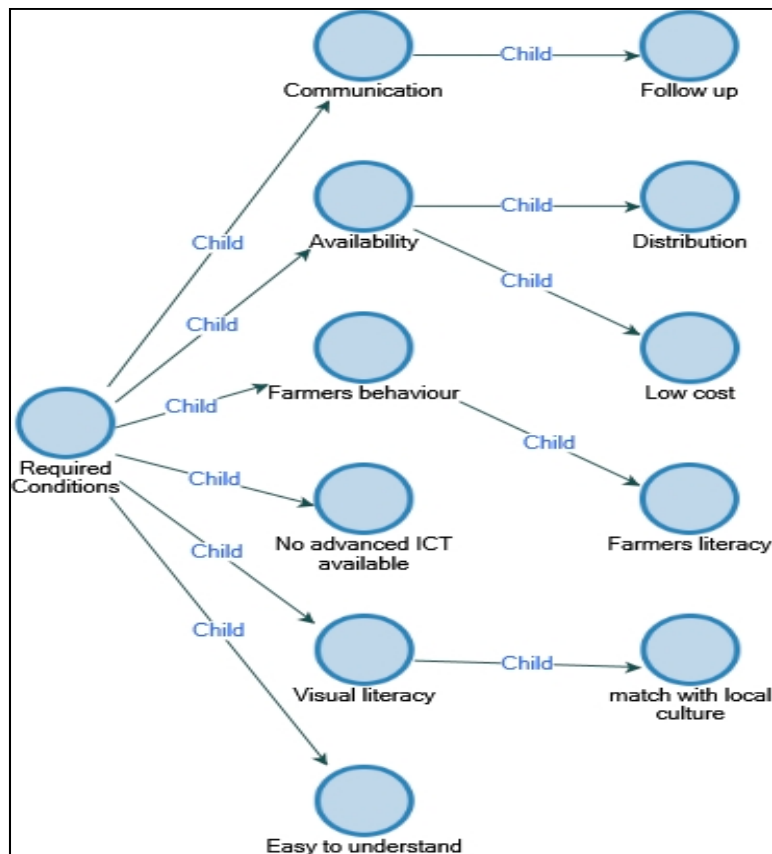 Child
Communication
Follow up
Child
Child
Availability
Distribution
Child
Child
Farmers behaviour
Low cost
Child
Child
Required
Conditions
Child
No advanced ICT
available
Farmers literacy
Child
Child
Visual literacy
Child
match with local
culture
Easy to understand